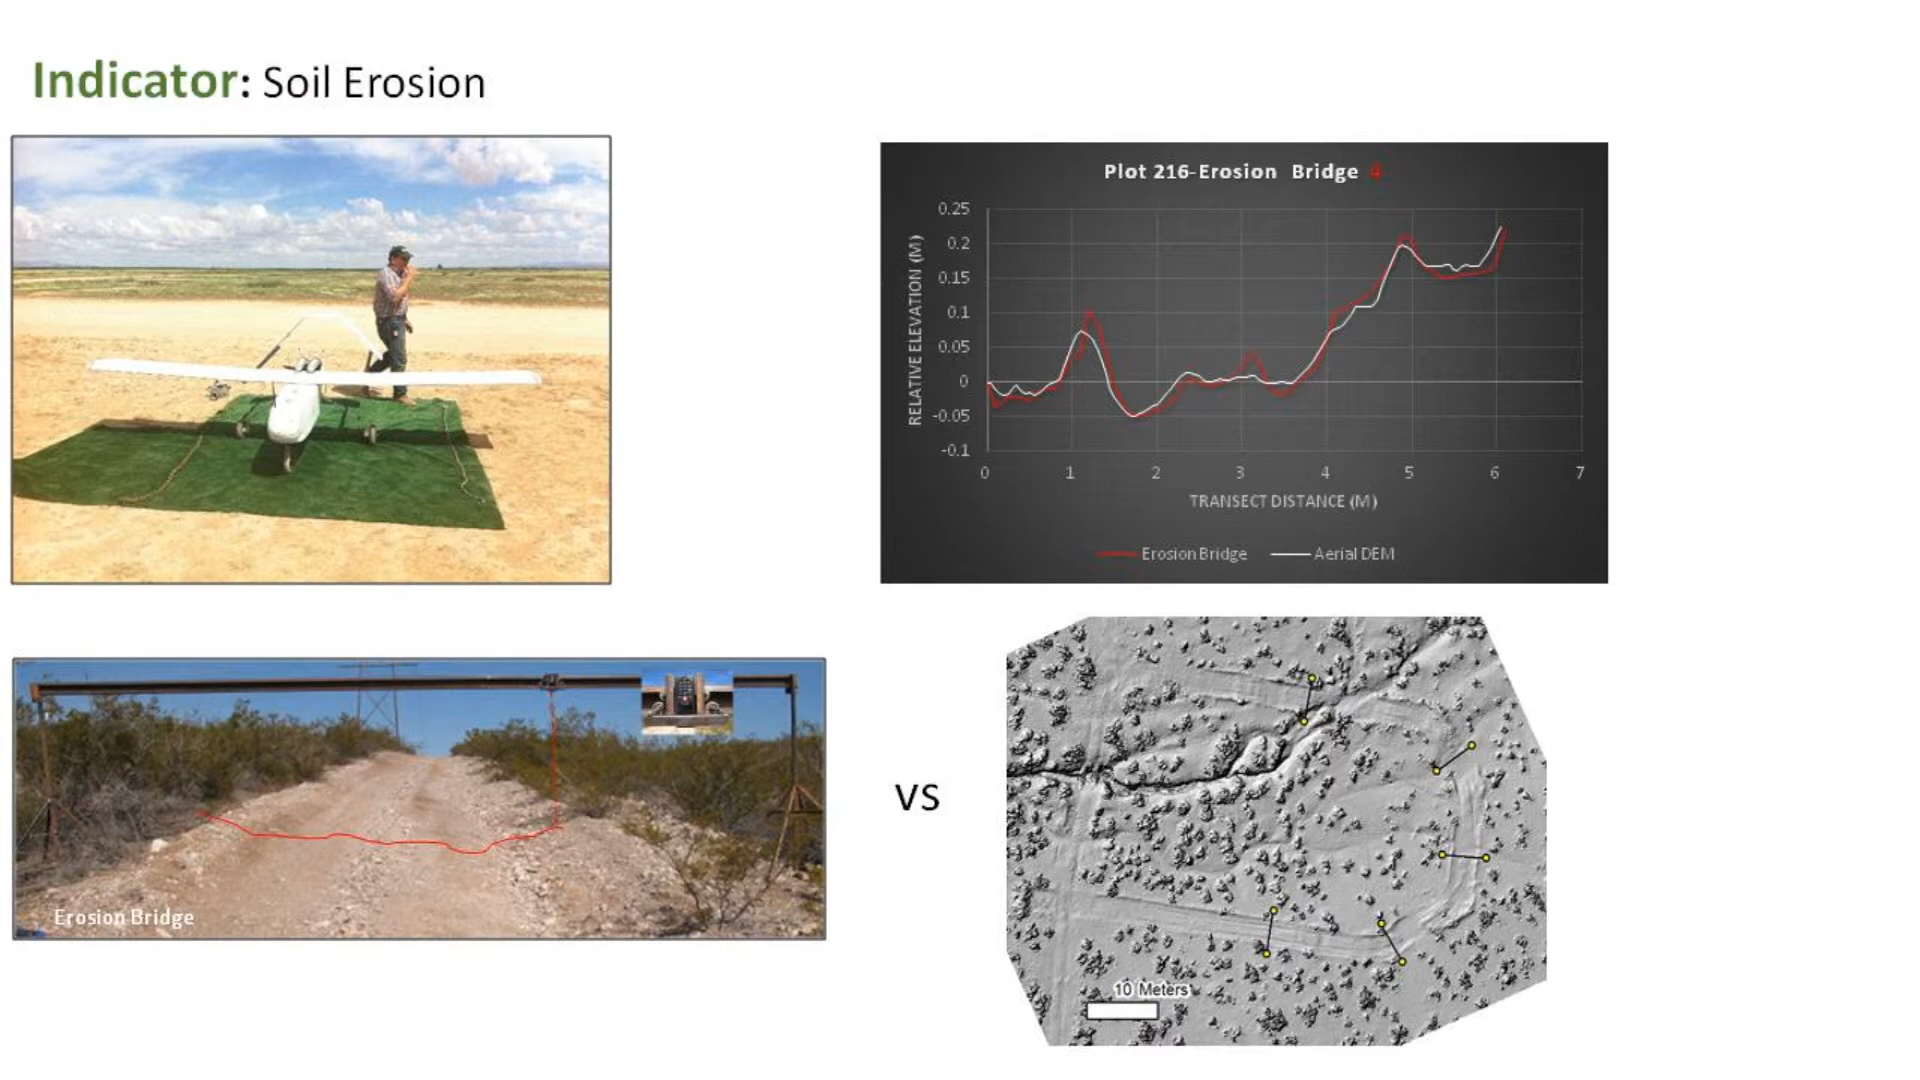 Indicator: Soil Erosion
Plot 216-Erosion Bridge 4
RELATIVE ELEVATION (M)
0.25
0.2
0.15
0.1
0.05
0
-0.05
-0.1
0 1 2 3 4 5 6 7
TRANSECT DISTANCE (M)
Erosion Bridge Aerial DEM
Erosion Bridge
vs
10 Meters